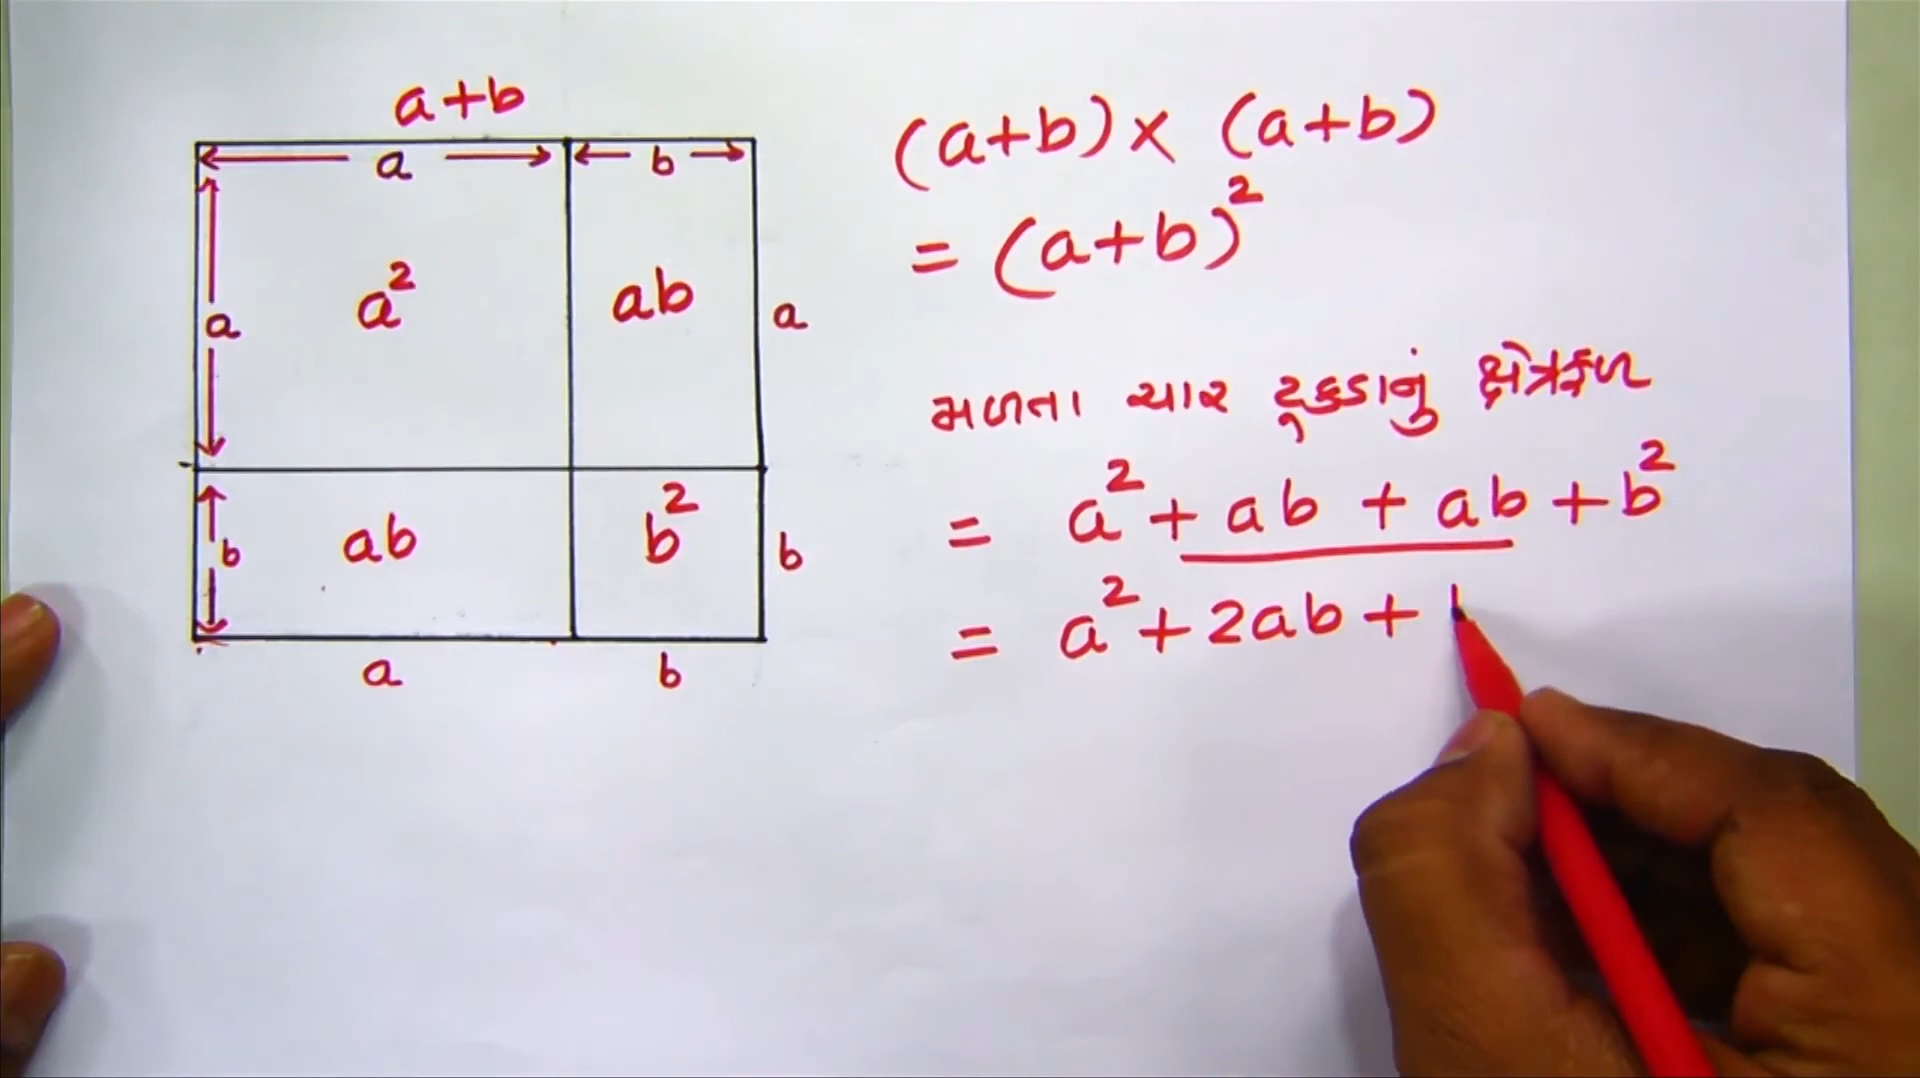 a+b
a b
a² ab
a a
ab b²
b b
a b
(a+b) × (a+b)
= (a+b)²
મળતા ચાર ટૂકડાનું ક્ષેત્રફળ
= a² + ab + ab + b²
= a² + 2ab +